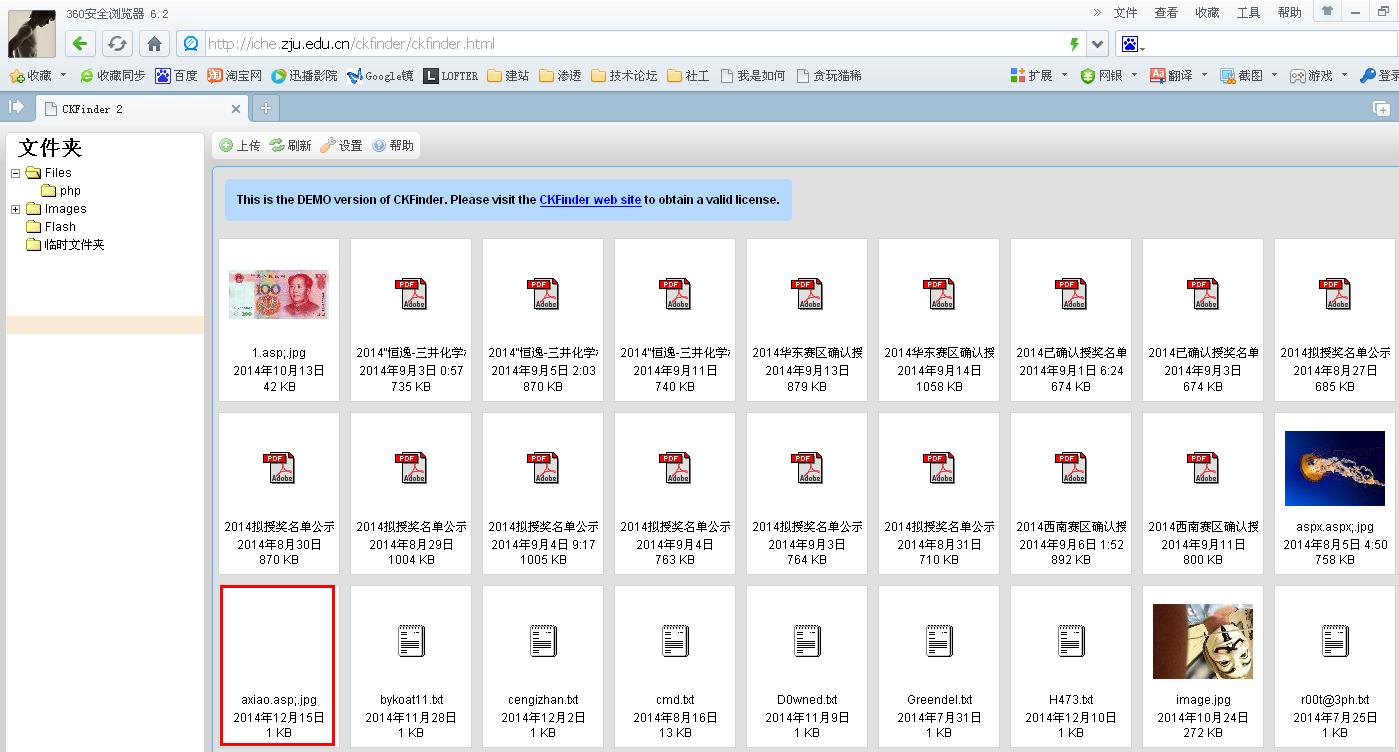 360安全浏览器 6.2
» 文件 查看 收藏 工具 帮助
http://iche.zju.edu.cn/ckfinder/ckfinder.html
收藏 收藏同步 百度 淘宝网 迅播影院 Google镜 LOFTER 建站 渗透 技术论坛 社工 我是如何 贪玩猫稀 扩展 网银 翻译 截图 游戏 登录
CKFinder 2
文件夹
Files
php
Images
Flash
临时文件夹
上传 刷新 设置 帮助
This is the DEMO version of CKFinder. Please visit the CKFinder web site to obtain a valid license.
1.asp;.jpg 2014"恒逸-三井化学 2014"恒逸-三井化学 2014"恒逸-三井化学 2014华东赛区确认授 2014华东赛区确认授 2014已确认授奖名单 2014已确认授奖名单 2014拟授奖名单公示
2014年10月13日 2014年9月3日 0:57 2014年9月5日 2:03 2014年9月11日 2014年9月13日 2014年9月14日 2014年9月1日 6:24 2014年9月3日 2014年8月27日
42 KB 735 KB 870 KB 740 KB 879 KB 1058 KB 674 KB 674 KB 685 KB
2014拟授奖名单公示 2014拟授奖名单公示 2014拟授奖名单公示 2014拟授奖名单公示 2014拟授奖名单公示 2014拟授奖名单公示 2014西南赛区确认授 2014西南赛区确认授 aspx.aspx;.jpg
2014年8月30日 2014年8月29日 2014年9月4日 9:17 2014年9月4日 2014年9月3日 2014年8月31日 2014年9月6日 1:52 2014年9月11日 2014年8月5日 4:50
870 KB 1004 KB 1005 KB 763 KB 764 KB 710 KB 892 KB 800 KB 758 KB
axiao.asp;.jpg bykoat11.txt cengizhan.txt cmd.txt D0wned.txt Greendel.txt H473.txt image.jpg r00t@3ph.txt
2014年12月15日 2014年11月28日 2014年12月2日 2014年8月16日 2014年11月9日 2014年7月31日 2014年12月10日 2014年10月24日 2014年7月25日
1 KB 1 KB 1 KB 13 KB 1 KB 1 KB 1 KB 272 KB 1 KB